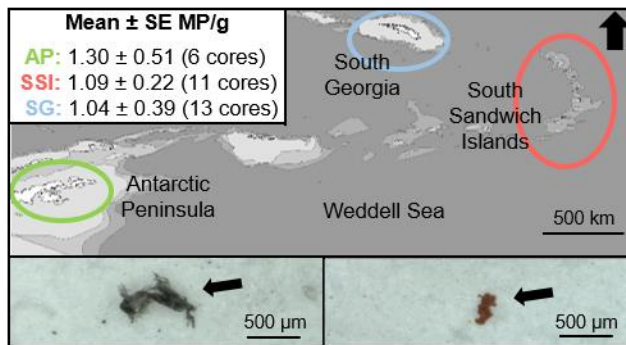 Mean ± SE MP/g
AP: 1.30 ± 0.51 (6 cores)
SSI: 1.09 ± 0.22 (11 cores)
SG: 1.04 ± 0.39 (13 cores)
South
Georgia
South
Sandwich
Islands
Antarctic
Peninsula
Weddell Sea
500 km
500 µm
500 µm